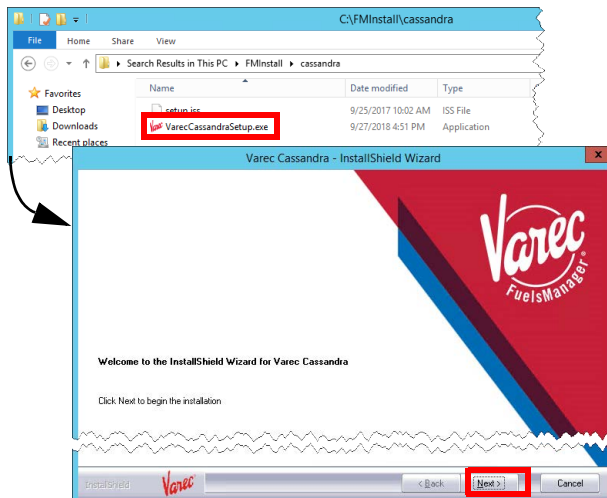 C:\FMInstall\cassandra
File Home Share View
Search Results in This PC ▸ FMInstall ▸ cassandra
Favorites
Desktop
Downloads
Recent places
Name Date modified Type
setup.iss 9/25/2017 10:02 AM ISS File
VarecCassandraSetup.exe 9/27/2018 4:51 PM Application
Varec Cassandra - InstallShield Wizard
x
Varec
FuelsManager®
Welcome to the InstallShield Wizard for Varec Cassandra
Click Next to begin the installation
InstallShield Varec < Back Next > Cancel